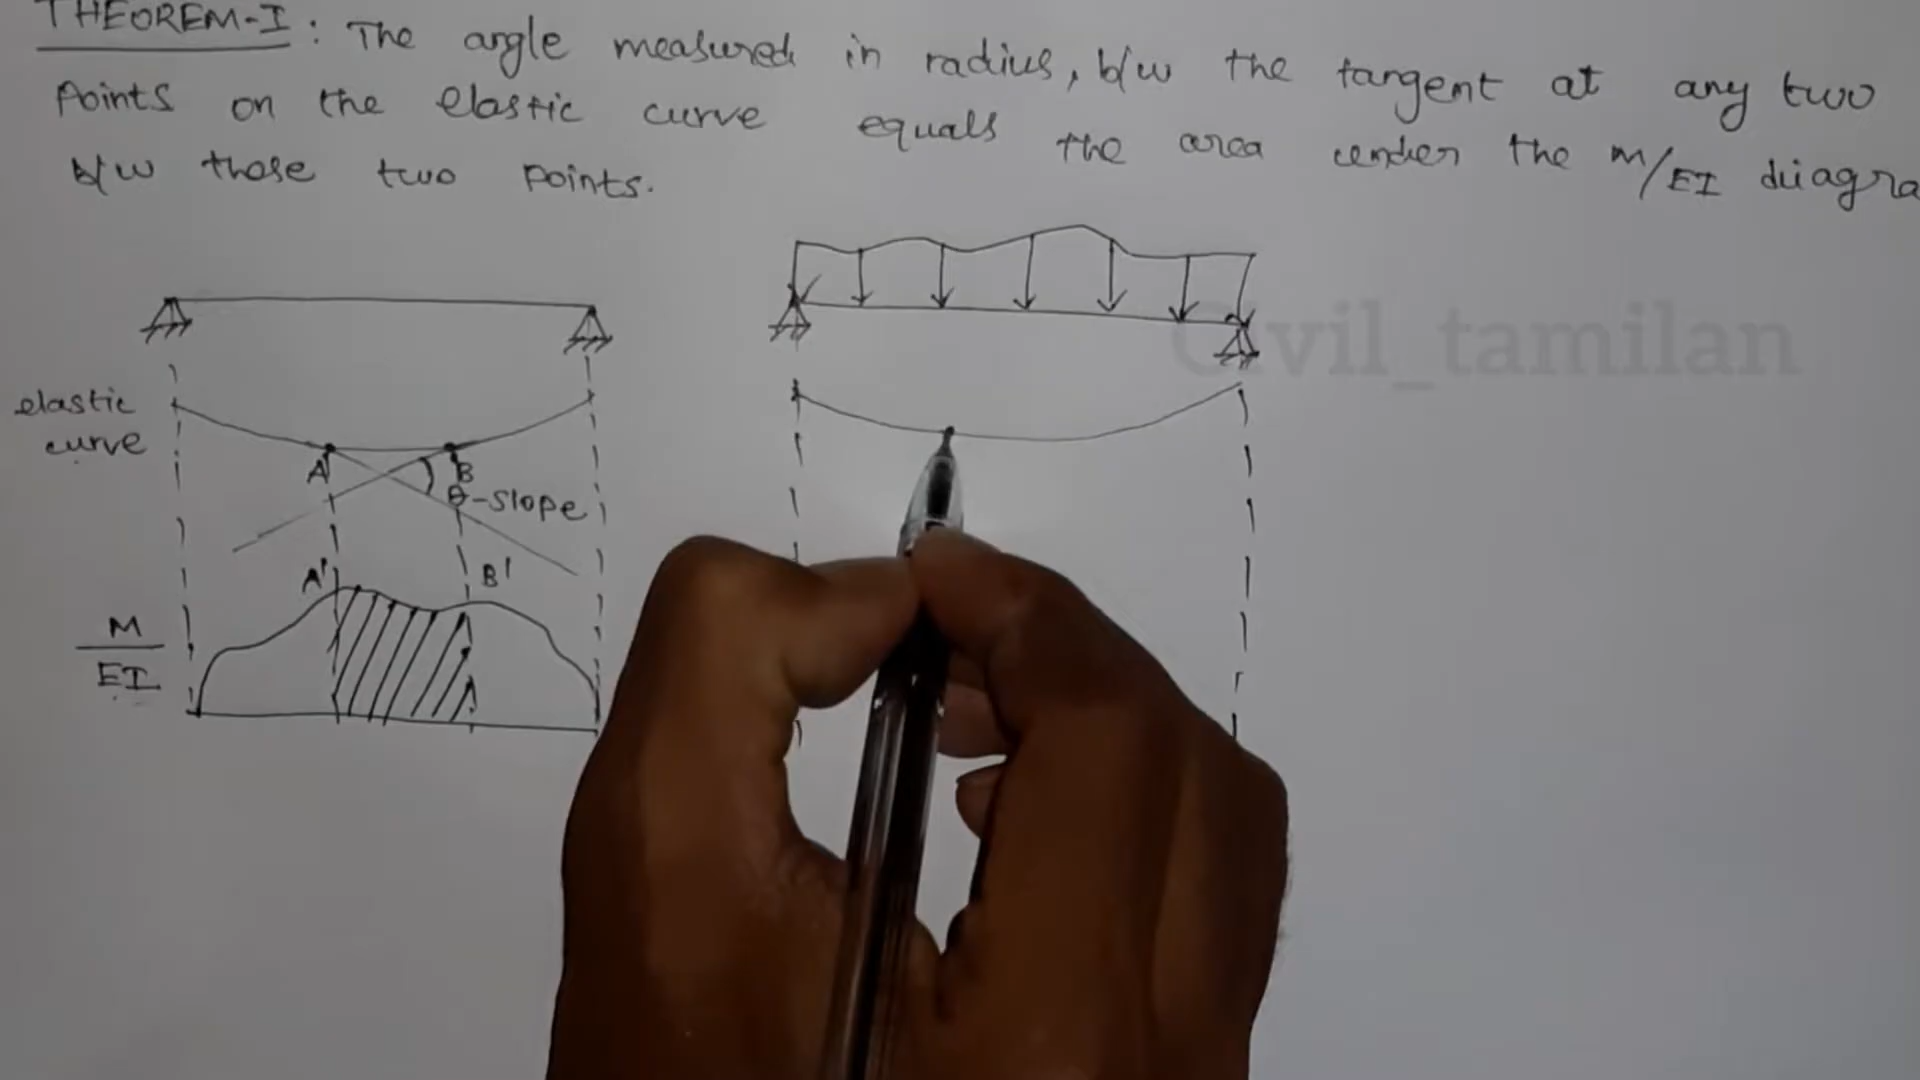 THEOREM-I : The angle measured in radius, b/w the tangent at any two
Points on the elastic curve equals the area under the M/EI diagra
b/w those two points.
elastic
curve
A
B
θ-slope
A'
B'
M
EI
Civil_tamilan